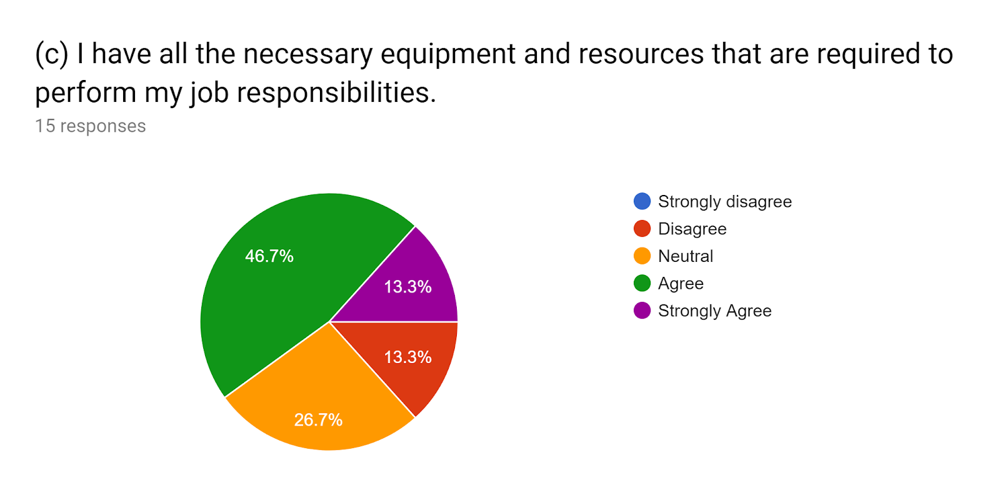 (c) I have all the necessary equipment and resources that are required to
perform my job responsibilities.
15 responses
46.7%
13.3%
13.3%
26.7%
Strongly disagree
Disagree
Neutral
Agree
Strongly Agree